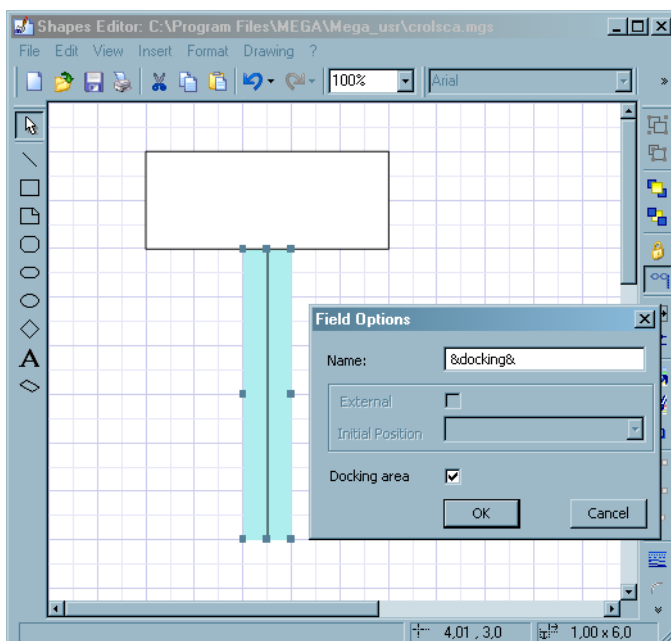 Shapes Editor: C:\Program Files\MEGA\Mega_usr\crolsca.mgs
File Edit View Insert Format Drawing ?
100% Arial
A
Field Options
Name: &docking&
External
Initial Position
Docking area
OK Cancel
4,01 , 3,0 1,00 x 6,0